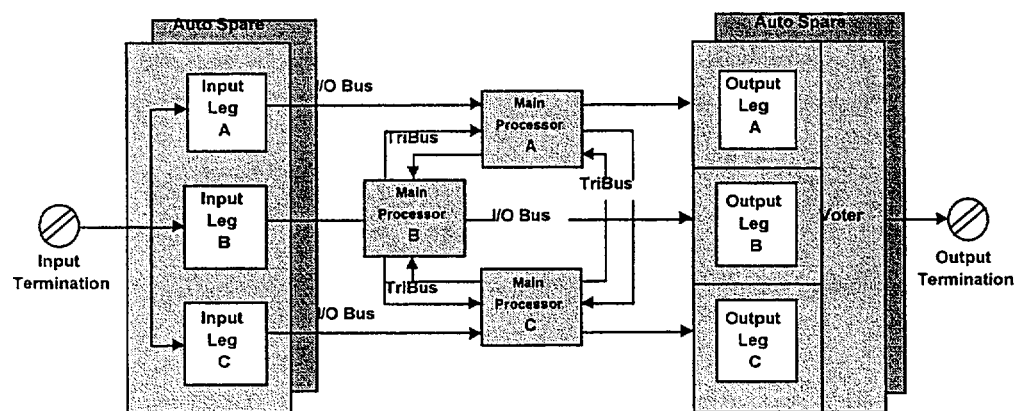 Auto Spare
Auto Spare
Input
Leg
A
I/O Bus
Main
Processor
A
Output
Leg
A
TriBus
TriBus
Input
Leg
B
Main
Processor
B
I/O Bus
Output
Leg
B
Voter
Input
Termination
Output
Termination
TriBus
Main
Processor
C
Input
Leg
C
I/O Bus
Output
Leg
C